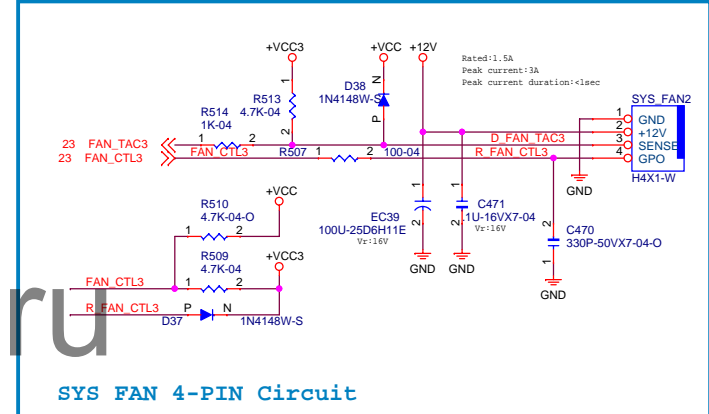 +VCC3
+VCC
+12V
Rated:1.5A
Peak current:3A
Peak current duration:<1sec
D38
1N4148W-S
N
P
R513
4.7K-04
1
2
R514
1K-04
1
2
23 FAN_TAC3
23 FAN_CTL3
FAN_CTL3
R507
1
2
100-04
D_FAN_TAC3
R_FAN_CTL3
SYS_FAN2
1
2
3
4
GND
+12V
SENSE
GPO
H4X1-W
GND
R510
4.7K-04-O
1
2
+VCC
R509
4.7K-04
1
2
+VCC3
FAN_CTL3
R_FAN_CTL3
P
N
D37
1N4148W-S
EC39
100U-25D6H11E
Vr:16V
1
2
GND
C471
.1U-16VX7-04
Vr:16V
1
2
GND
C470
330P-50VX7-04-O
2
1
GND
ru
SYS FAN 4-PIN Circuit